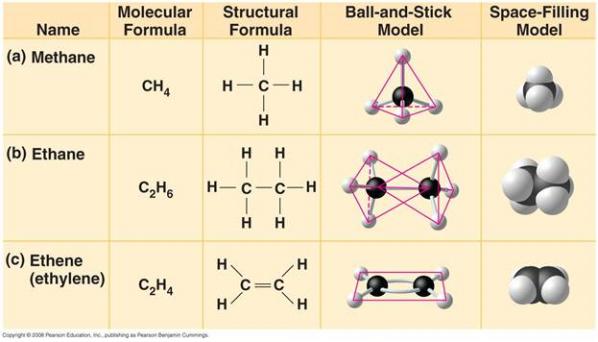 Name
Molecular
Formula
Structural
Formula
Ball-and-Stick
Model
Space-Filling
Model
(a) Methane
CH₄
H
H—C—H
H
(b) Ethane
C₂H₆
H H
H—C—C—H
H H
(c) Ethene
(ethylene)
C₂H₄
H H
C=C
H H
Copyright © 2008 Pearson Education, Inc., publishing as Pearson Benjamin Cummings.